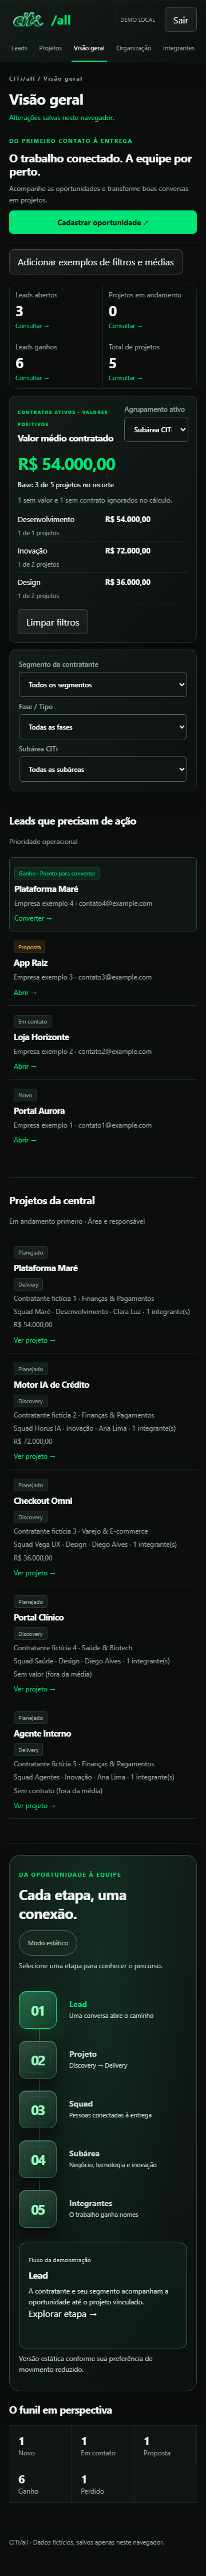 citi /all
DEMO LOCAL
Sair
Leads
Projetos
Visão geral
Organização
Integrantes
CITi/all / Visão geral
Visão geral
Alterações salvas neste navegador.
DO PRIMEIRO CONTATO À ENTREGA
O trabalho conectado. A equipe por
perto.
Acompanhe as oportunidades e transforme boas conversas
em projetos.
Cadastrar oportunidade ↗
Adicionar exemplos de filtros e médias
Leads abertos
3
Consultar →
Projetos em andamento
0
Consultar →
Leads ganhos
6
Consultar →
Total de projetos
5
Consultar →
CONTRATOS ATIVOS · VALORES
POSITIVOS
Valor médio contratado
Agrupamento ativo
Subárea CITi
R$ 54.000,00
Base: 3 de 5 projetos no recorte
1 sem valor e 1 sem contrato ignorados no cálculo.
Desenvolvimento
R$ 54.000,00
1 de 1 projetos
Inovação
R$ 72.000,00
1 de 2 projetos
Design
R$ 36.000,00
1 de 2 projetos
Limpar filtros
Segmento da contratante
Todos os segmentos
Fase / Tipo
Todas as fases
Subárea CITi
Todas as subáreas
Leads que precisam de ação
Prioridade operacional
Ganho · Pronto para converter
Plataforma Maré
Empresa exemplo 4 · contato4@example.com
Converter →
Proposta
App Raiz
Empresa exemplo 3 · contato3@example.com
Abrir →
Em contato
Loja Horizonte
Empresa exemplo 2 · contato2@example.com
Abrir →
Novo
Portal Aurora
Empresa exemplo 1 · contato1@example.com
Abrir →
Projetos da central
Em andamento primeiro · Área e responsável
Planejado
Plataforma Maré
Delivery
Contratante fictícia 1 · Finanças & Pagamentos
Squad Maré · Desenvolvimento · Clara Luz · 1 integrante(s)
R$ 54.000,00
Ver projeto →
Planejado
Motor IA de Crédito
Discovery
Contratante fictícia 2 · Finanças & Pagamentos
Squad Horus IA · Inovação · Ana Lima · 1 integrante(s)
R$ 72.000,00
Ver projeto →
Planejado
Checkout Omni
Discovery
Contratante fictícia 3 · Varejo & E-commerce
Squad Vega UX · Design · Diego Alves · 1 integrante(s)
R$ 36.000,00
Ver projeto →
Planejado
Portal Clínico
Discovery
Contratante fictícia 4 · Saúde & Biotech
Squad Saúde · Design · Diego Alves · 1 integrante(s)
Sem valor (fora da média)
Ver projeto →
Planejado
Agente Interno
Delivery
Contratante fictícia 5 · Finanças & Pagamentos
Squad Agentes · Inovação · Ana Lima · 1 integrante(s)
Sem contrato (fora da média)
Ver projeto →
DA OPORTUNIDADE À EQUIPE
Cada etapa, uma
conexão.
Modo estático
Selecione uma etapa para conhecer o percurso.
01
Lead
Uma conversa abre o caminho
02
Projeto
Discovery → Delivery
03
Squad
Pessoas conectadas à entrega
04
Subárea
Negócio, tecnologia e inovação
05
Integrantes
O trabalho ganha nomes
Fluxo da demonstração
Lead
A contratante e seu segmento acompanham a
oportunidade até o projeto vinculado.
Explorar etapa →
Versão estática conforme sua preferência de
movimento reduzido.
O funil em perspectiva
1
Novo
1
Em contato
1
Proposta
6
Ganho
1
Perdido
CITi/all · Dados fictícios, salvos apenas neste navegador.